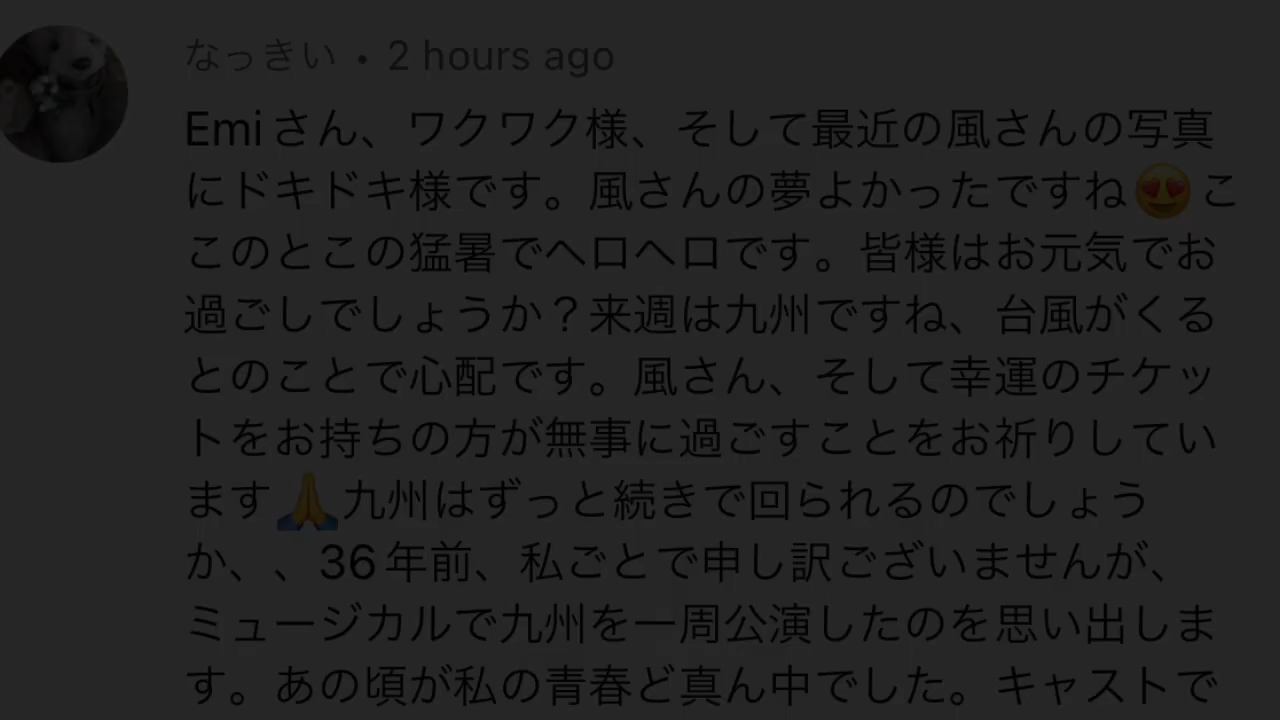 なっきい • 2 hours ago
Emiさん、ワクワク様、そして最近の風さんの写真
にドキドキ様です。風さんの夢よかったですね😍こ
このとこの猛暑でヘロヘロです。皆様はお元気でお
過ごしでしょうか？来週は九州ですね、台風がくる
とのことで心配です。風さん、そして幸運のチケッ
トをお持ちの方が無事に過ごすことをお祈りしてい
ます🙏九州はずっと続きで回られるのでしょう
か、、36年前、私ごとで申し訳ございませんが、
ミュージカルで九州を一周公演したのを思い出しま
す。あの頃が私の青春ど真ん中でした。キャストで